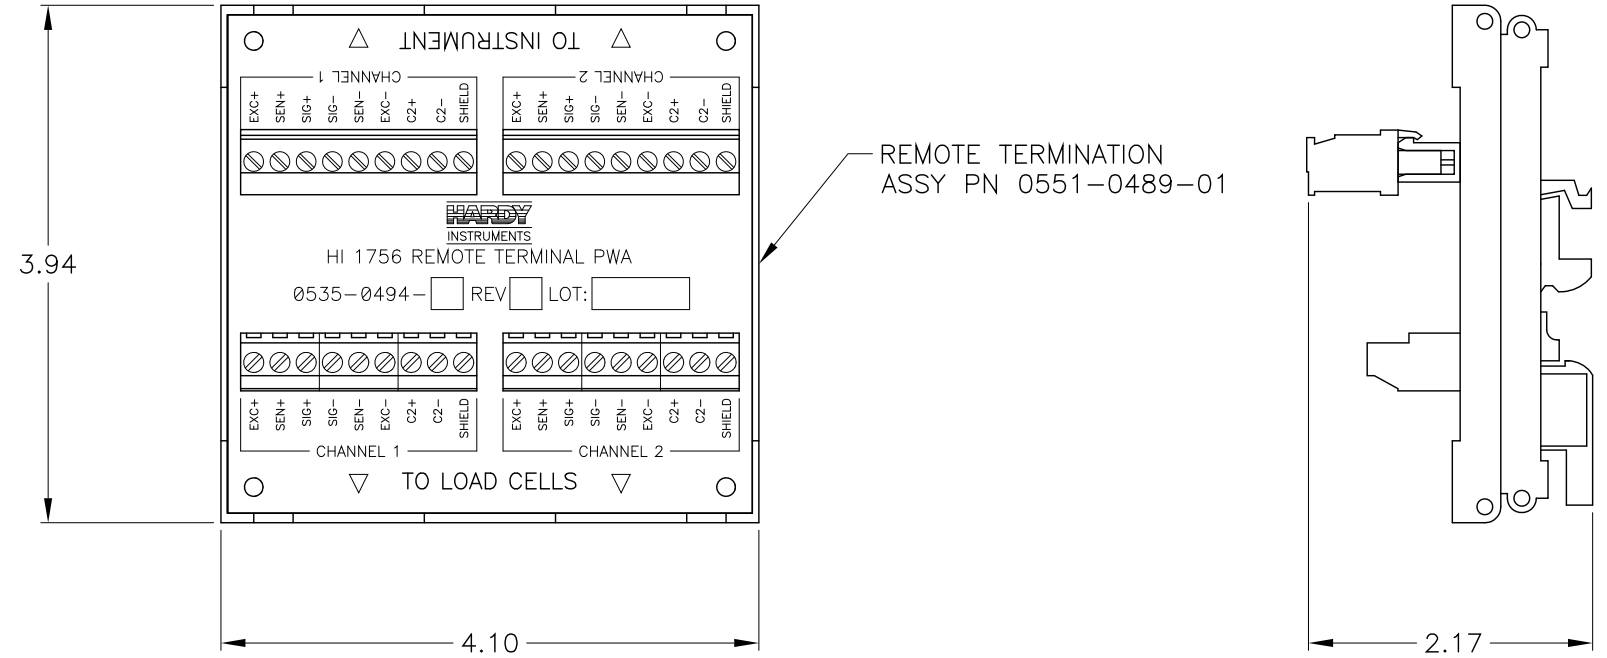 TO INSTRUMENT
CHANNEL 1
CHANNEL 2
EXC+ SEN+ SIG+ SIG− SEN− EXC− C2+ C2− SHIELD
EXC+ SEN+ SIG+ SIG− SEN− EXC− C2+ C2− SHIELD
REMOTE TERMINATION
ASSY PN 0551−0489−01
HARDY
INSTRUMENTS
HI 1756 REMOTE TERMINAL PWA
3.94
0535−0494− REV LOT:
EXC+ SEN+ SIG+ SIG− SEN− EXC− C2+ C2− SHIELD
EXC+ SEN+ SIG+ SIG− SEN− EXC− C2+ C2− SHIELD
CHANNEL 1
CHANNEL 2
TO LOAD CELLS
4.10
2.17